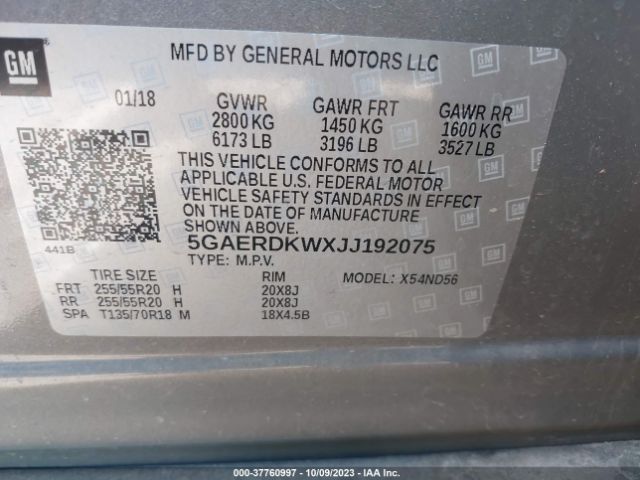 GM
MFD BY GENERAL MOTORS LLC
01/18 GVWR GAWR FRT GAWR RR
2800 KG 1450 KG 1600 KG
6173 LB 3196 LB 3527 LB
THIS VEHICLE CONFORMS TO ALL
APPLICABLE U.S. FEDERAL MOTOR
VEHICLE SAFETY STANDARDS IN EFFECT
ON THE DATE OF MANUFACTURE
SHOWN ABOVE.
441B 5GAERDKWXJJ192075
TYPE: M.P.V.
TIRE SIZE RIM MODEL: X54ND56
FRT 255/55R20 H 20X8J
RR 255/55R20 H 20X8J
SPA T135/70R18 M 18X4.5B
000-37760997 - 10/09/2023 - IAA Inc.